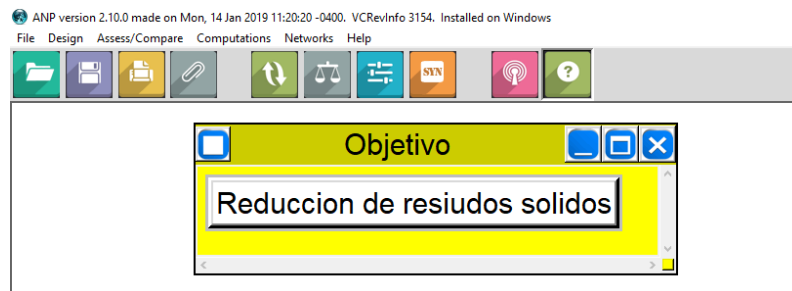 ANP version 2.10.0 made on Mon, 14 Jan 2019 11:20:20 -0400.  VCRevInfo 3154.  Installed on Windows
File Design Assess/Compare Computations Networks Help
SYN ?
Objetivo
Reduccion de resiudos solidos